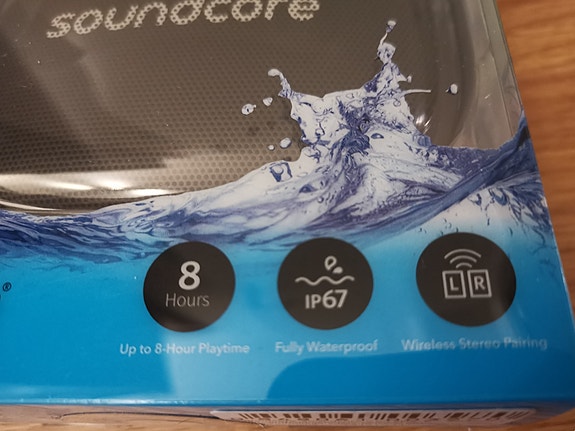 soundcore
8
Hours
IP67
L R
®
Up to 8-Hour Playtime
Fully Waterproof
Wireless Stereo Pairing